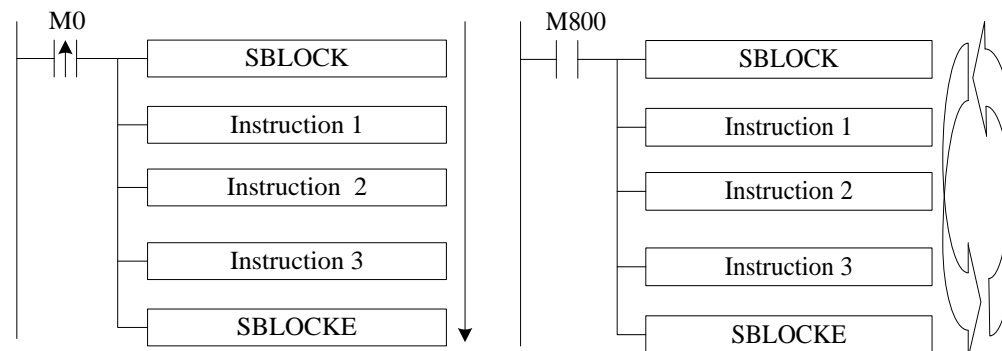 M0
SBLOCK
Instruction 1
Instruction 2
Instruction 3
SBLOCKE
M800
SBLOCK
Instruction 1
Instruction 2
Instruction 3
SBLOCKE